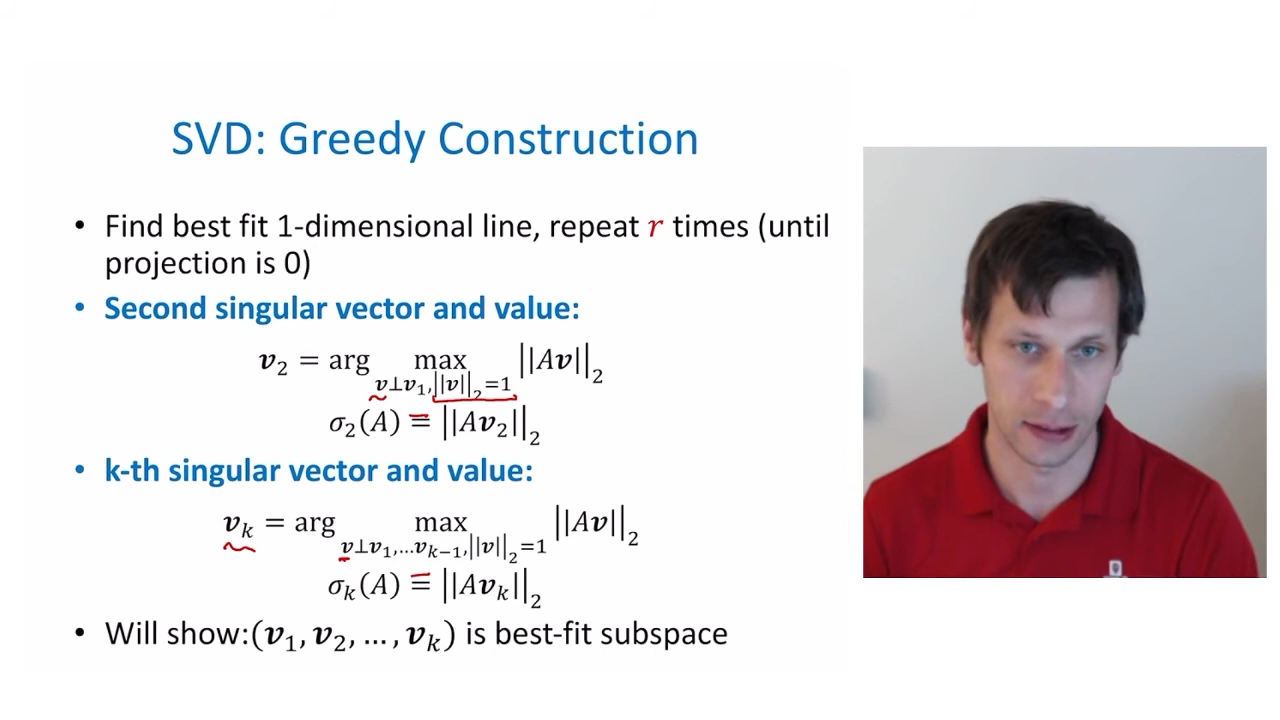 SVD: Greedy Construction
• Find best fit 1-dimensional line, repeat r times (until
projection is 0)
• Second singular vector and value:
v₂ = arg max ||Av||₂
v⊥v₁,||v||₂=1
σ₂(A) ≡ ||Av₂||₂
• k-th singular vector and value:
vₖ = arg max ||Av||₂
v⊥v₁,…vₖ₋₁,||v||₂=1
σₖ(A) ≡ ||Avₖ||₂
• Will show:(v₁, v₂, …, vₖ) is best-fit subspace